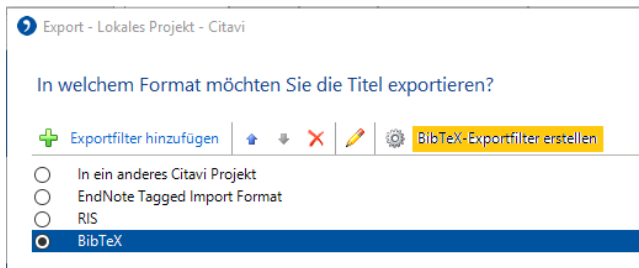 Export - Lokales Projekt - Citavi
In welchem Format möchten Sie die Titel exportieren?
Exportfilter hinzufügen BibTeX-Exportfilter erstellen
In ein anderes Citavi Projekt
EndNote Tagged Import Format
RIS
BibTeX